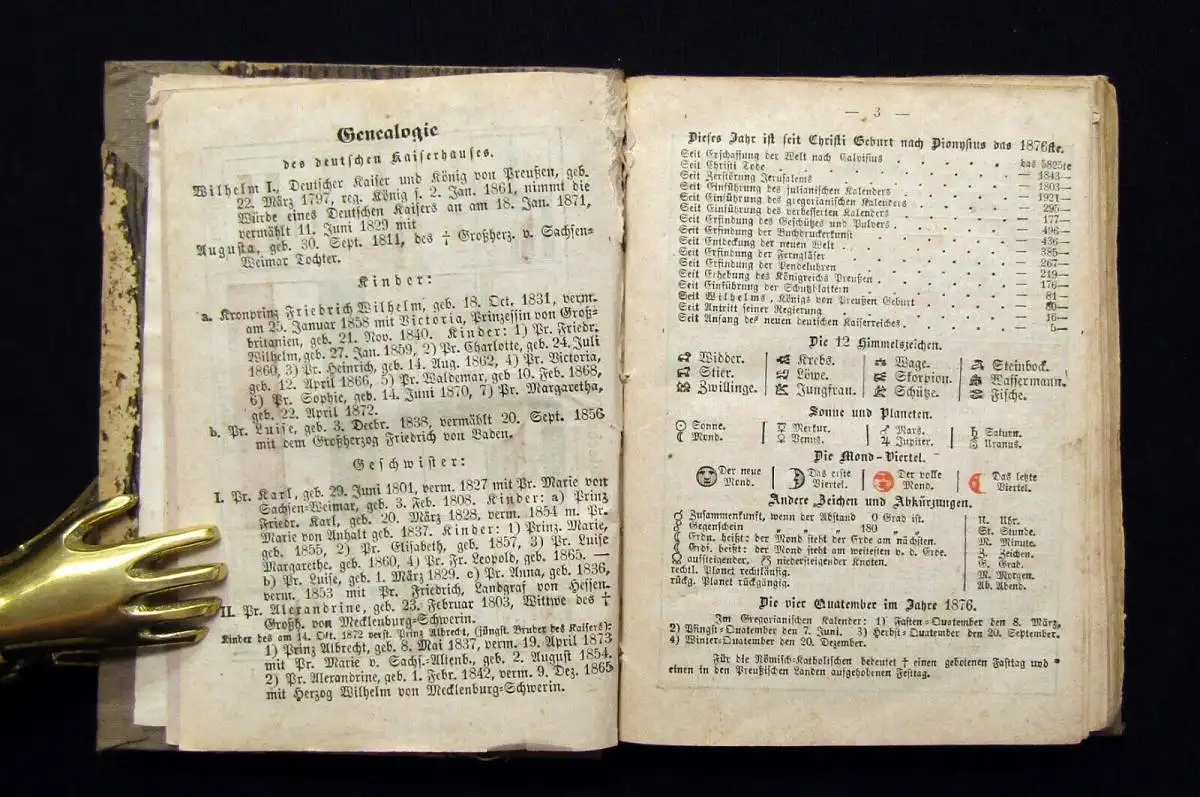 Genealogie
des deutschen Kaiserhauses.
Wilhelm I., Deutscher Kaiser und König von Preußen, geb.
22. März 1797, reg. König s. 2. Jan. 1861, nimmt die
Würde eines Deutschen Kaisers an am 18. Jan. 1871,
vermählt 11. Juni 1829 mit
Augusta, geb. 30. Sept. 1811, des † Großherz. v. Sachsen-
Weimar Tochter.
Kinder:
a. Kronprinz Friedrich Wilhelm, geb. 18. Oct. 1831, verm.
am 25. Januar 1858 mit Victoria, Prinzessin von Groß-
britanien, geb. 21. Nov. 1840. Kinder: 1) Pr. Friedr.
Wilhelm, geb. 27. Jan. 1859, 2) Pr. Charlotte, geb. 24. Juli
1860, 3) Pr. Heinrich, geb. 14. Aug. 1862, 4) Pr. Victoria,
geb. 12. April 1866, 5) Pr. Waldemar, geb 10. Feb. 1868,
6) Pr. Sophie, geb. 14. Juni 1870, 7) Pr. Margaretha,
geb. 22. April 1872.
b. Pr. Luise, geb. 3. Decbr. 1838, vermählt 20. Sept. 1856
mit dem Großherzog Friedrich von Baden.
Geschwister:
I. Pr. Karl, geb. 29. Juni 1801, verm. 1827 mit Pr. Marie von
Sachsen-Weimar, geb. 3. Feb. 1808. Kinder: a) Prinz
Friedr. Karl, geb. 20. März 1828, verm. 1854 m. Pr.
Marie von Anhalt geb. 1837. Kinder: 1) Prinz. Marie,
geb. 1855, 2) Pr. Elisabeth, geb. 1857, 3) Pr. Luise
Margarethe. geb. 1860, 4) Pr. Fr. Leopold, geb. 1865. —
b) Pr. Luise, geb. 1. März 1829. c) Pr. Anna, geb. 1836,
verm. 1853 mit Pr. Friedrich, Landgraf von Hessen.
II. Pr. Alexandrine, geb. 23. Februar 1803, Wittwe des †
Großh. von Mecklenburg-Schwerin.
Kinder des am 14. Okt. 1872 verst. Prinz Albrecht, (jüngst. Bruder des Kaisers):
1) Prinz Albrecht, geb. 8. Mai 1837, verm. 19. April 1873
mit Pr. Marie v. Sachs.-Altenb., geb. 2. August 1854.
2) Pr. Alexandrine, geb. 1. Febr. 1842, verm. 9. Dez. 1865
mit Herzog Wilhelm von Mecklenburg-Schwerin.
— 3 —
Dieses Jahr ist seit Christi Geburt nach Dionysius das 1876ste.
Seit Erschaffung der Welt nach Calvisius das 5825te
Seit Christi Tode — 1843—
Seit Zerstörung Jerusalems — 1803—
Seit Einführung des julianischen Kalenders — 1921—
Seit Einführung des gregorianischen Kalenders — 295—
Seit Einführung des verbesserten Kalenders — 177—
Seit Erfindung des Geschützes und Pulvers — 496—
Seit Erfindung der Buchdruckerkunst — 436—
Seit Entdeckung der neuen Welt — 385—
Seit Erfindung der Ferngläser — 267—
Seit Erfindung der Pendeluhren — 219—
Seit Erhebung des Königreichs Preußen — 176—
Seit Einführung der Schutzblattern — 81—
Seit Wilhelms, Königs von Preußen Geburt — 80—
Seit Antritt seiner Regierung — 16—
Seit Anfang des neuen deutschen Kaiserreiches. — 5—
Die 12 Himmelszeichen.
♈ Widder. ♋ Krebs. ♎ Wage. ♑ Steinbock.
♉ Stier. ♌ Löwe. ♏ Skorpion. ♒ Wassermann.
♊ Zwillinge. ♍ Jungfrau. ♐ Schütze. ♓ Fische.
Sonne und Planeten.
☉ Sonne. ☿ Merkur. ♂ Mars. ♄ Saturn.
☾ Mond. ♀ Venus. ♃ Jupiter. ♅ Uranus.
Die Mond-Viertel.
Der neue Mond. Das erste Viertel. Der volle Mond. Das letzte Viertel.
Andere Zeichen und Abkürzungen.
☌ Zusammenkunft, wenn der Abstand 0 Grad ist. U. Uhr.
☍ Gegenschein 180 St. Stunde.
Erdn. heißt: der Mond steht der Erde am nächsten. M. Minute.
Erdf. heißt: der Mond steht am weitesten v. d. Erde. Z. Zeichen.
☊ aufsteigender, ☋ niedersteigender Knoten. G. Grad.
rechtl. Planet rechtläufig. M. Morgen.
rückg. Planet rückgängig. Ab. Abend.
Die vier Quatember im Jahre 1876.
Im Gregorianischen Kalender: 1) Fasten-Quatember den 8. März,
2) Pfingst-Quatember den 7. Juni. 3) Herbst-Quatember den 20. September.
4) Winter-Quatember den 20. Dezember.
Für die Römisch-Katholischen bedeutet † einen gebotenen Fasttag und *
einen in den Preußischen Landen aufgehobenen Festtag.